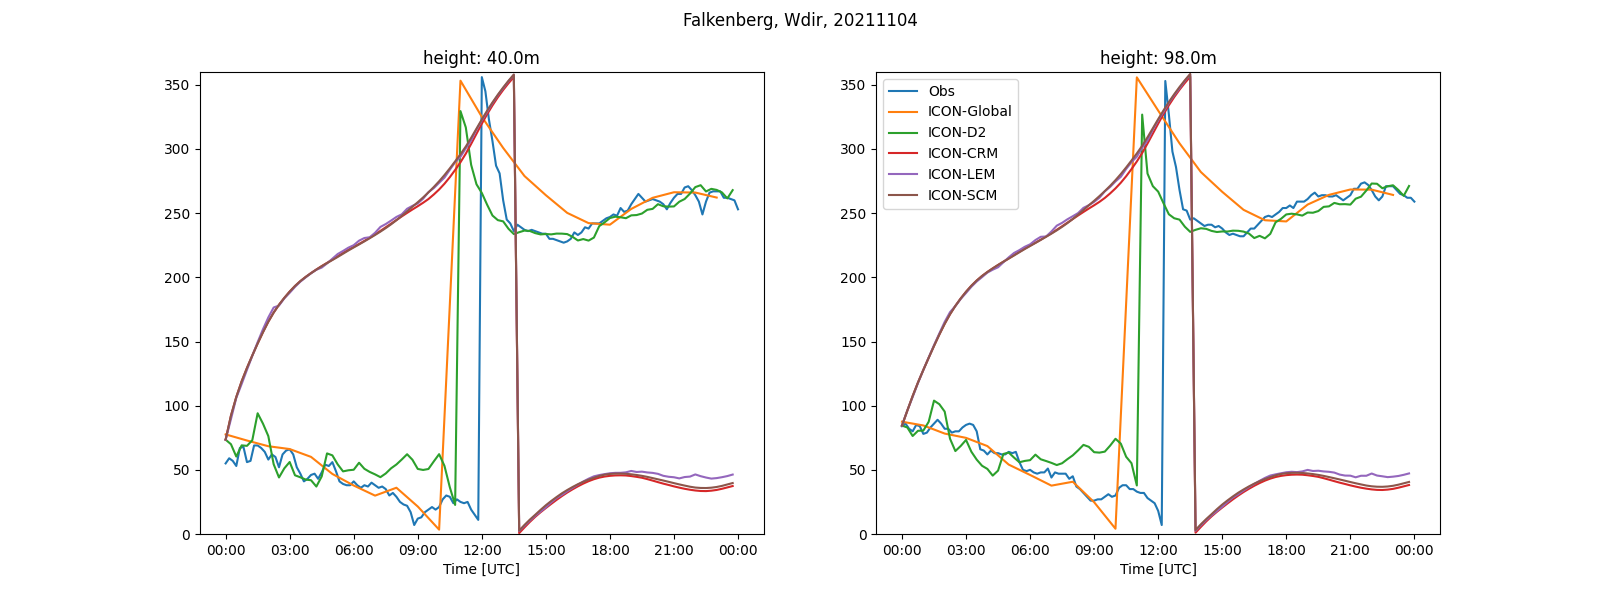 Falkenberg, Wdir, 20211104
height: 40.0m
350
300
250
200
150
100
50
0
00:00 03:00 06:00 09:00 12:00 15:00 18:00 21:00 00:00
Time [UTC]
height: 98.0m
Obs
ICON-Global
ICON-D2
ICON-CRM
ICON-LEM
ICON-SCM
350
300
250
200
150
100
50
0
00:00 03:00 06:00 09:00 12:00 15:00 18:00 21:00 00:00
Time [UTC]